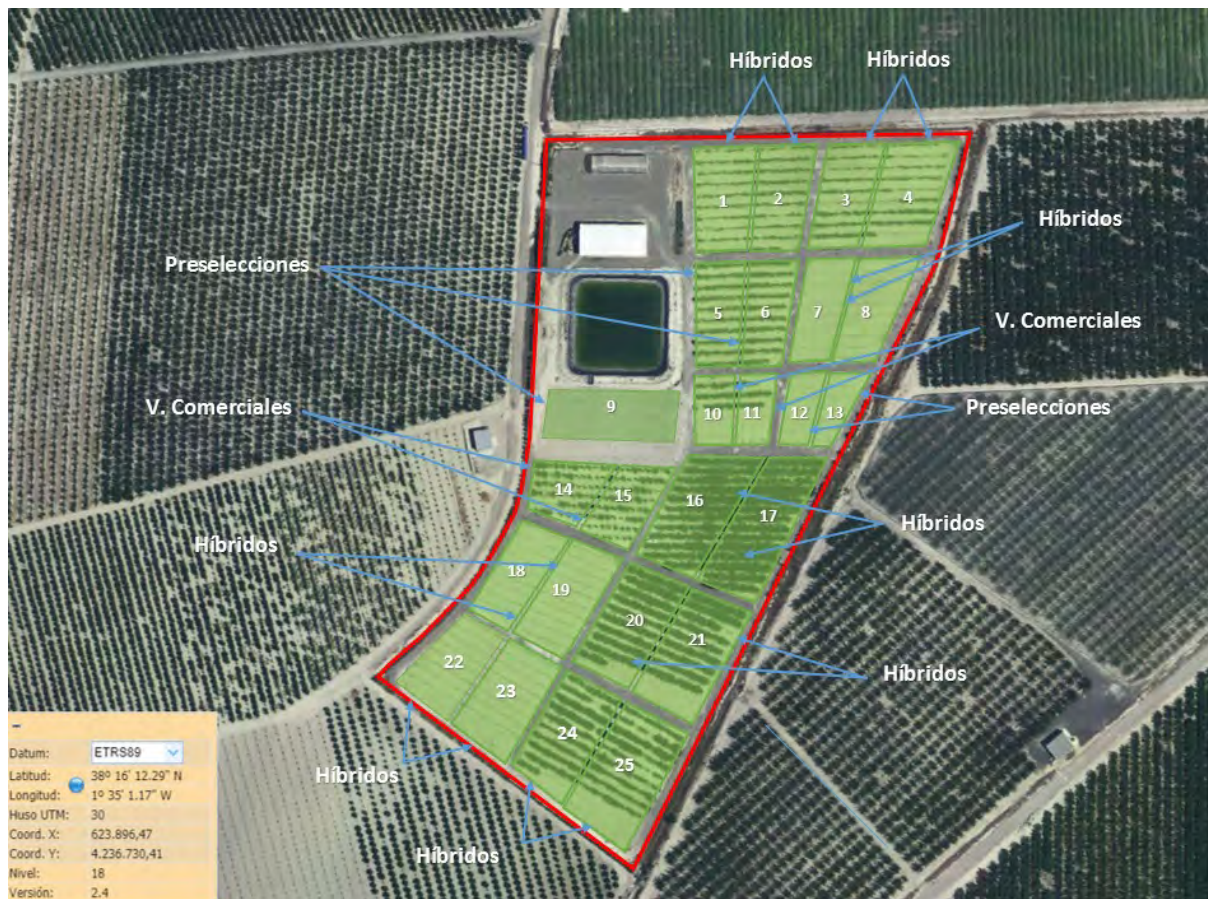 Híbridos
Híbridos
1
2
3
4
Híbridos
Preselecciones
5
6
7
8
V. Comerciales
V. Comerciales
9
10
11
12
13
Preselecciones
14
15
16
17
Híbridos
Híbridos
18
19
20
21
Híbridos
22
23
24
25
Híbridos
Híbridos
-
Datum: ETRS89
Latitud: 38º 16' 12.29" N
Longitud: 1º 35' 1.17" W
Huso UTM: 30
Coord. X: 623.896,47
Coord. Y: 4.236.730,41
Nivel: 18
Versión: 2.4